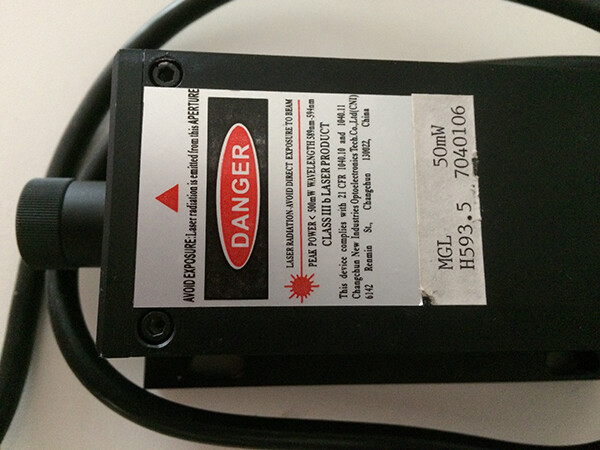 AVOID EXPOSURE:Laser radiation is emitted from this APERTURE
DANGER
LASER RADIATION-AVOID DIRECT EXPOSURE TO BEAM
PEAK POWER < 500mW WAVELENGTH 589nm-594nm
CLASS III b LASER PRODUCT
This device complies with 21 CFR 1040.10 and 1040.11
Changchun New Industries Optoelectronics Tech.Co.,Ltd(CNI)
6142 Renmin St, Changchun 130022, China
MGL 50mW
H593.5 7040106